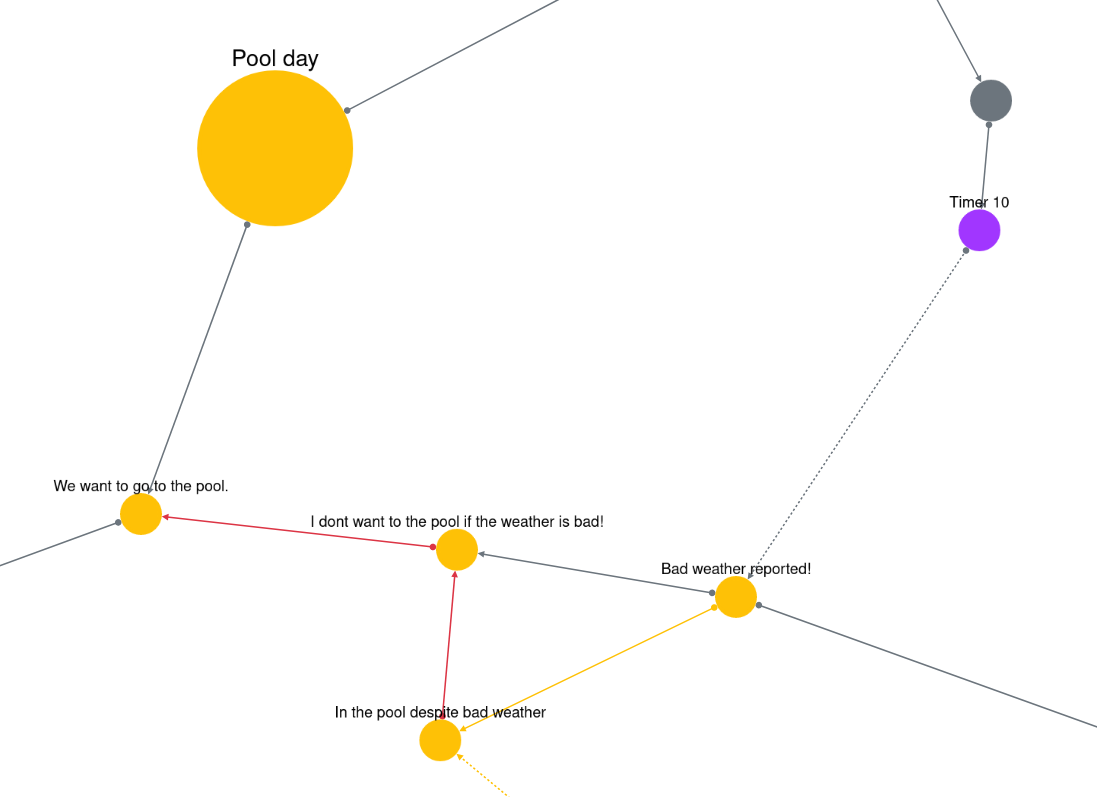 Pool day
Timer 10
We want to go to the pool.
I dont want to the pool if the weather is bad!
Bad weather reported!
In the pool despite bad weather